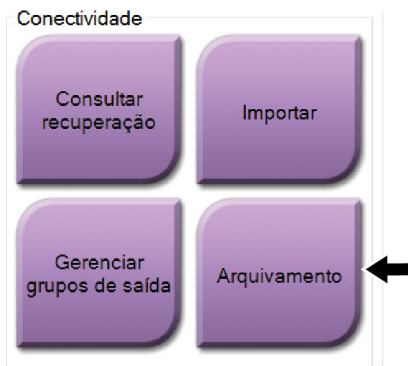 Conectividade
Consultar
recuperação
Importar
Gerenciar
grupos de saída
Arquivamento